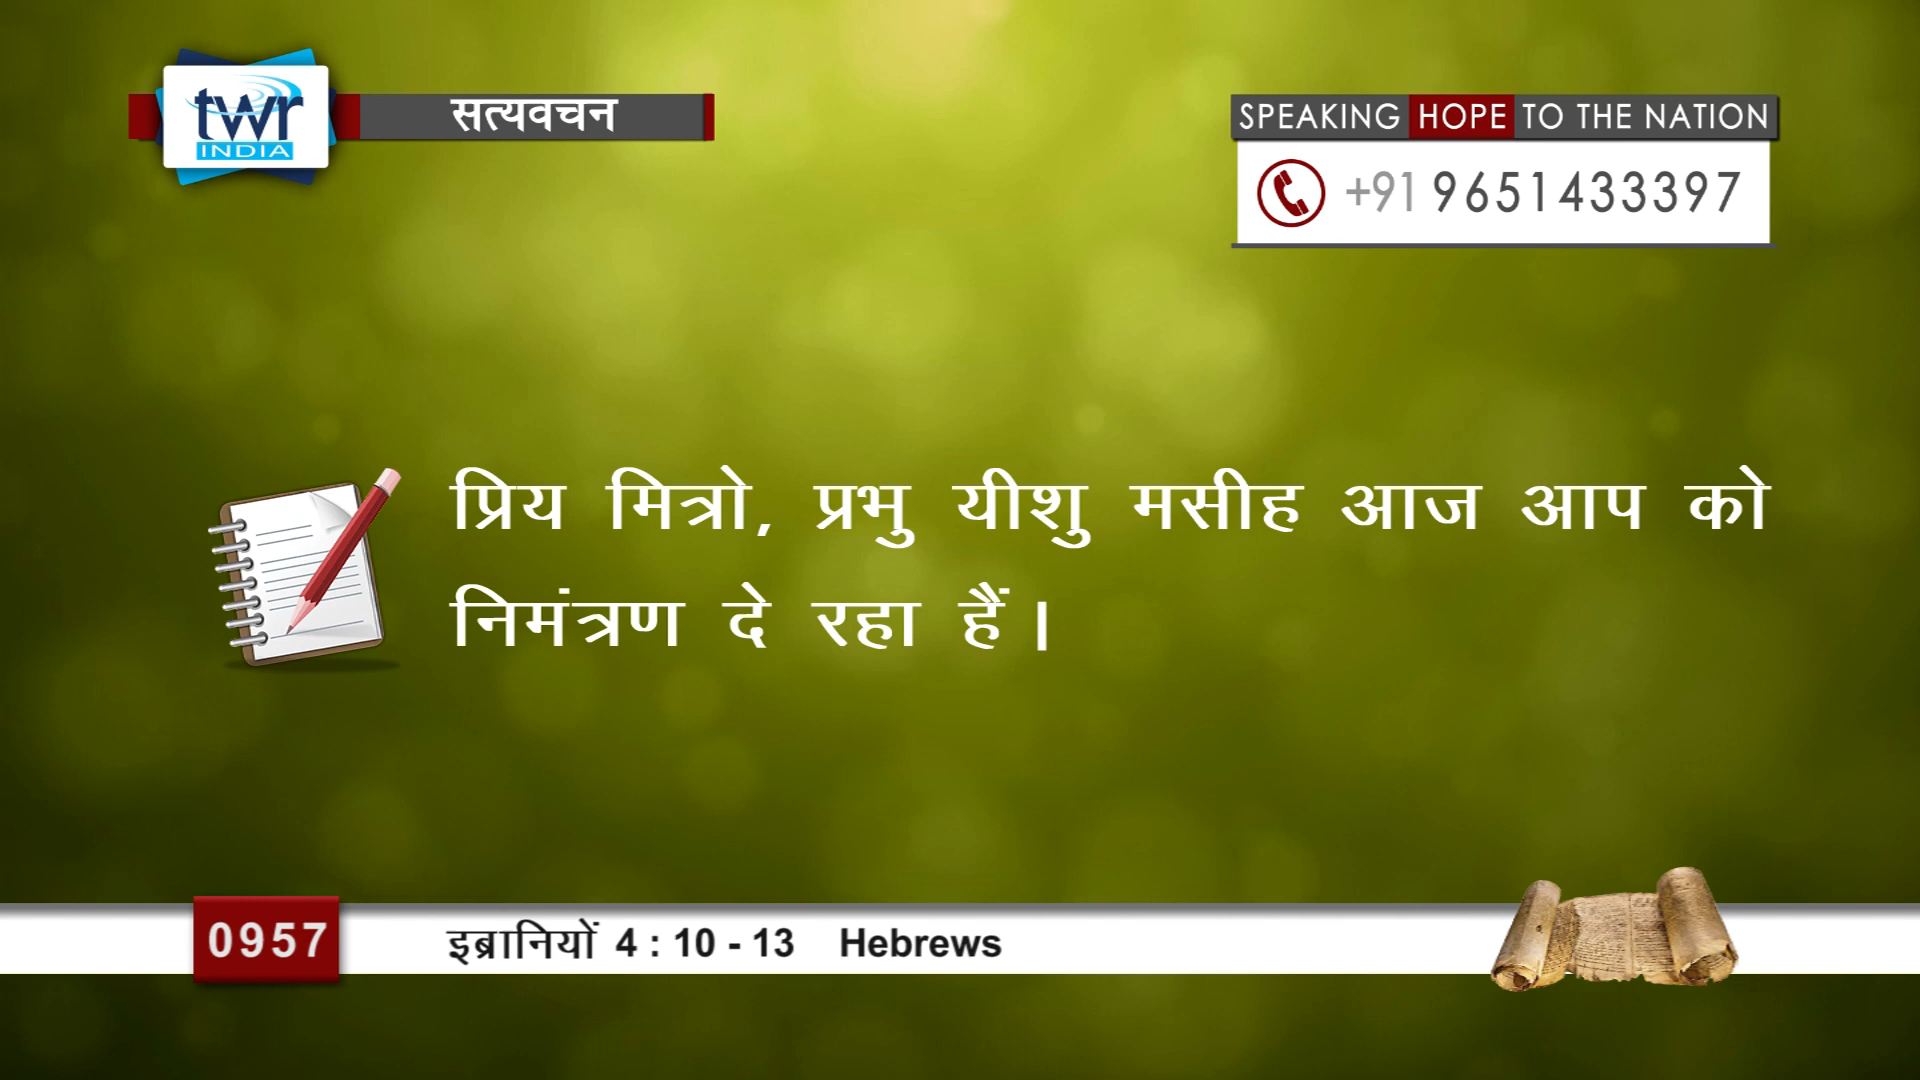 twr
INDIA
सत्यवचन
SPEAKING HOPE TO THE NATION
+91 9651433397
प्रिय मित्रो, प्रभु यीशु मसीह आज आप को
निमंत्रण दे रहा हैं।
0957
इब्रानियों 4 : 10 - 13 Hebrews